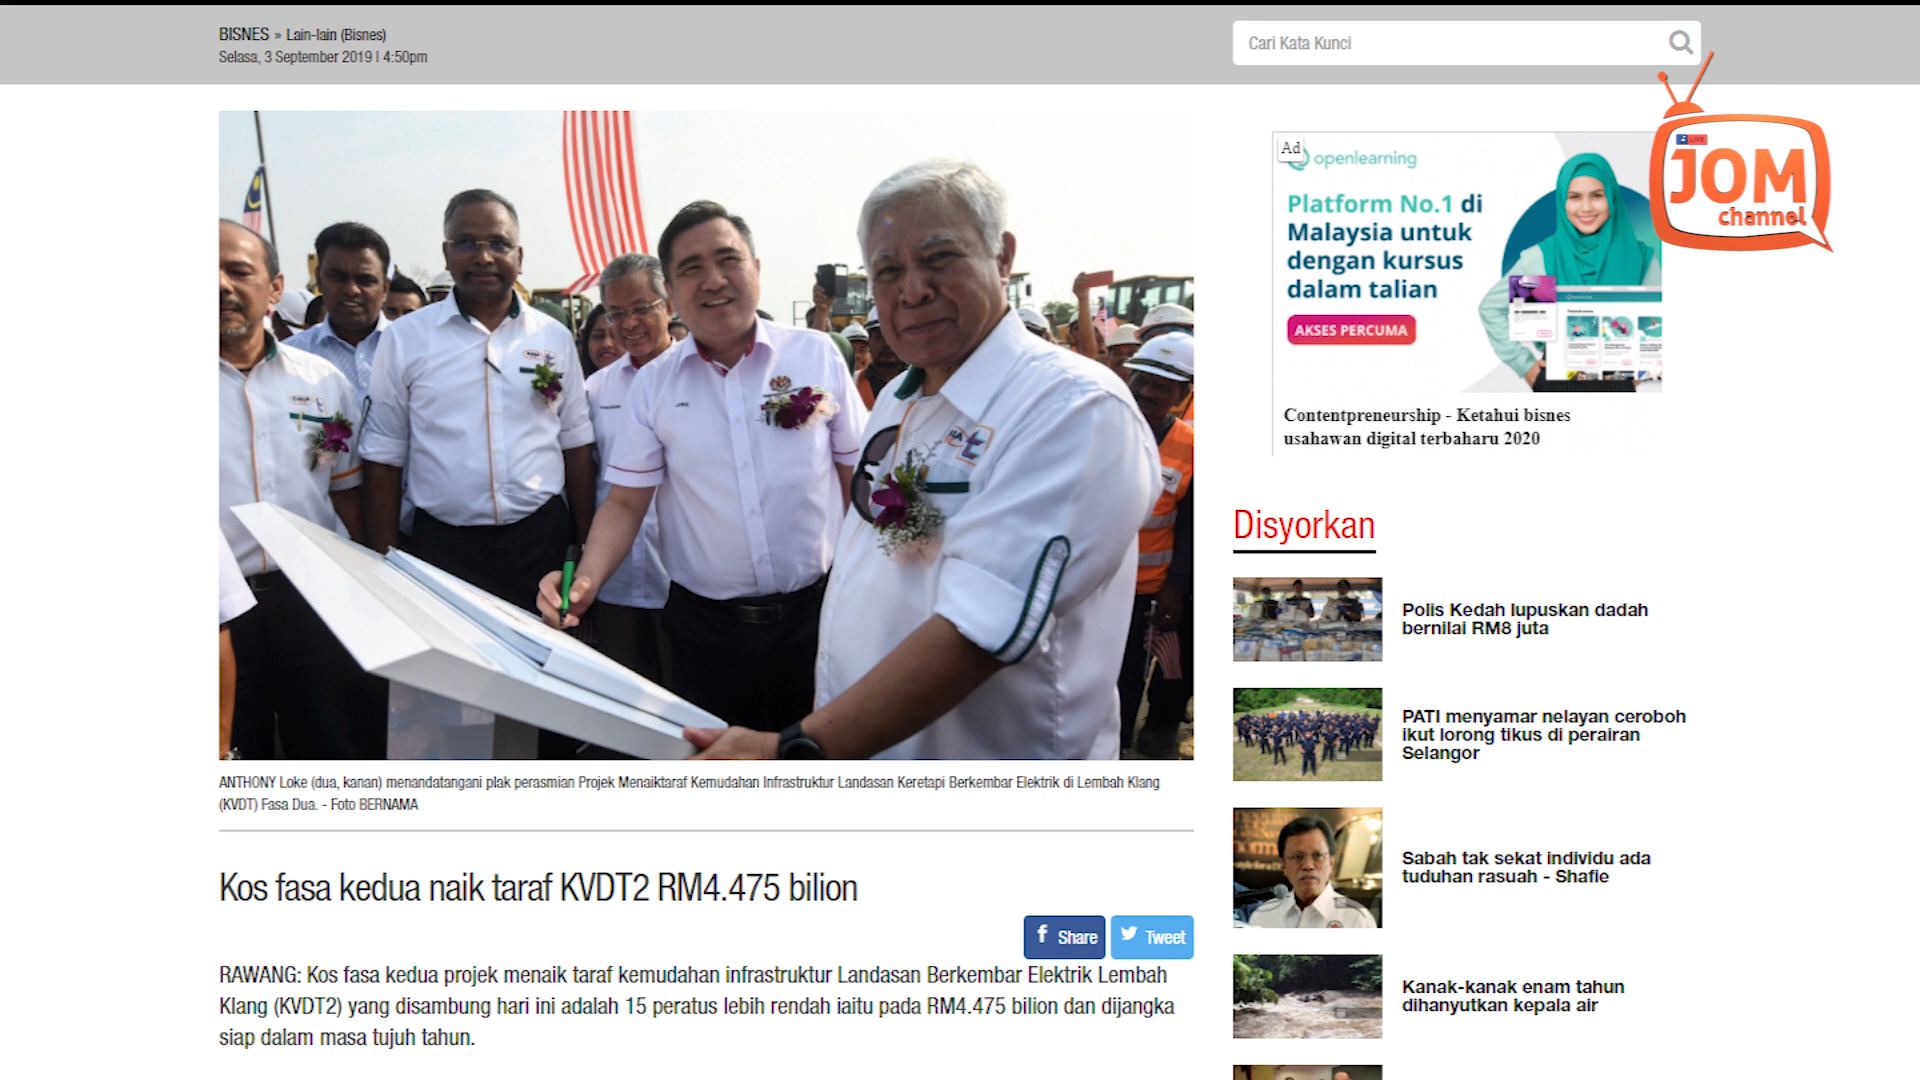 BISNES » Lain-lain (Bisnes)
Selasa, 3 September 2019 | 4:50pm
Cari Kata Kunci
LIVE
JOM
channel
Ad
openlearning
Platform No.1 di
Malaysia untuk
dengan kursus
dalam talian
AKSES PERCUMA
Contentpreneurship - Ketahui bisnes
usahawan digital terbaharu 2020
ANTHONY Loke (dua, kanan) menandatangani plak perasmian Projek Menaiktaraf Kemudahan Infrastruktur Landasan Keretapi Berkembar Elektrik di Lembah Klang
(KVDT) Fasa Dua. - Foto BERNAMA
Kos fasa kedua naik taraf KVDT2 RM4.475 bilion
Share
Tweet
RAWANG: Kos fasa kedua projek menaik taraf kemudahan infrastruktur Landasan Berkembar Elektrik Lembah
Klang (KVDT2) yang disambung hari ini adalah 15 peratus lebih rendah iaitu pada RM4.475 bilion dan dijangka
siap dalam masa tujuh tahun.
Disyorkan
Polis Kedah lupuskan dadah
bernilai RM8 juta
PATI menyamar nelayan ceroboh
ikut lorong tikus di perairan
Selangor
Sabah tak sekat individu ada
tuduhan rasuah - Shafie
Kanak-kanak enam tahun
dihanyutkan kepala air